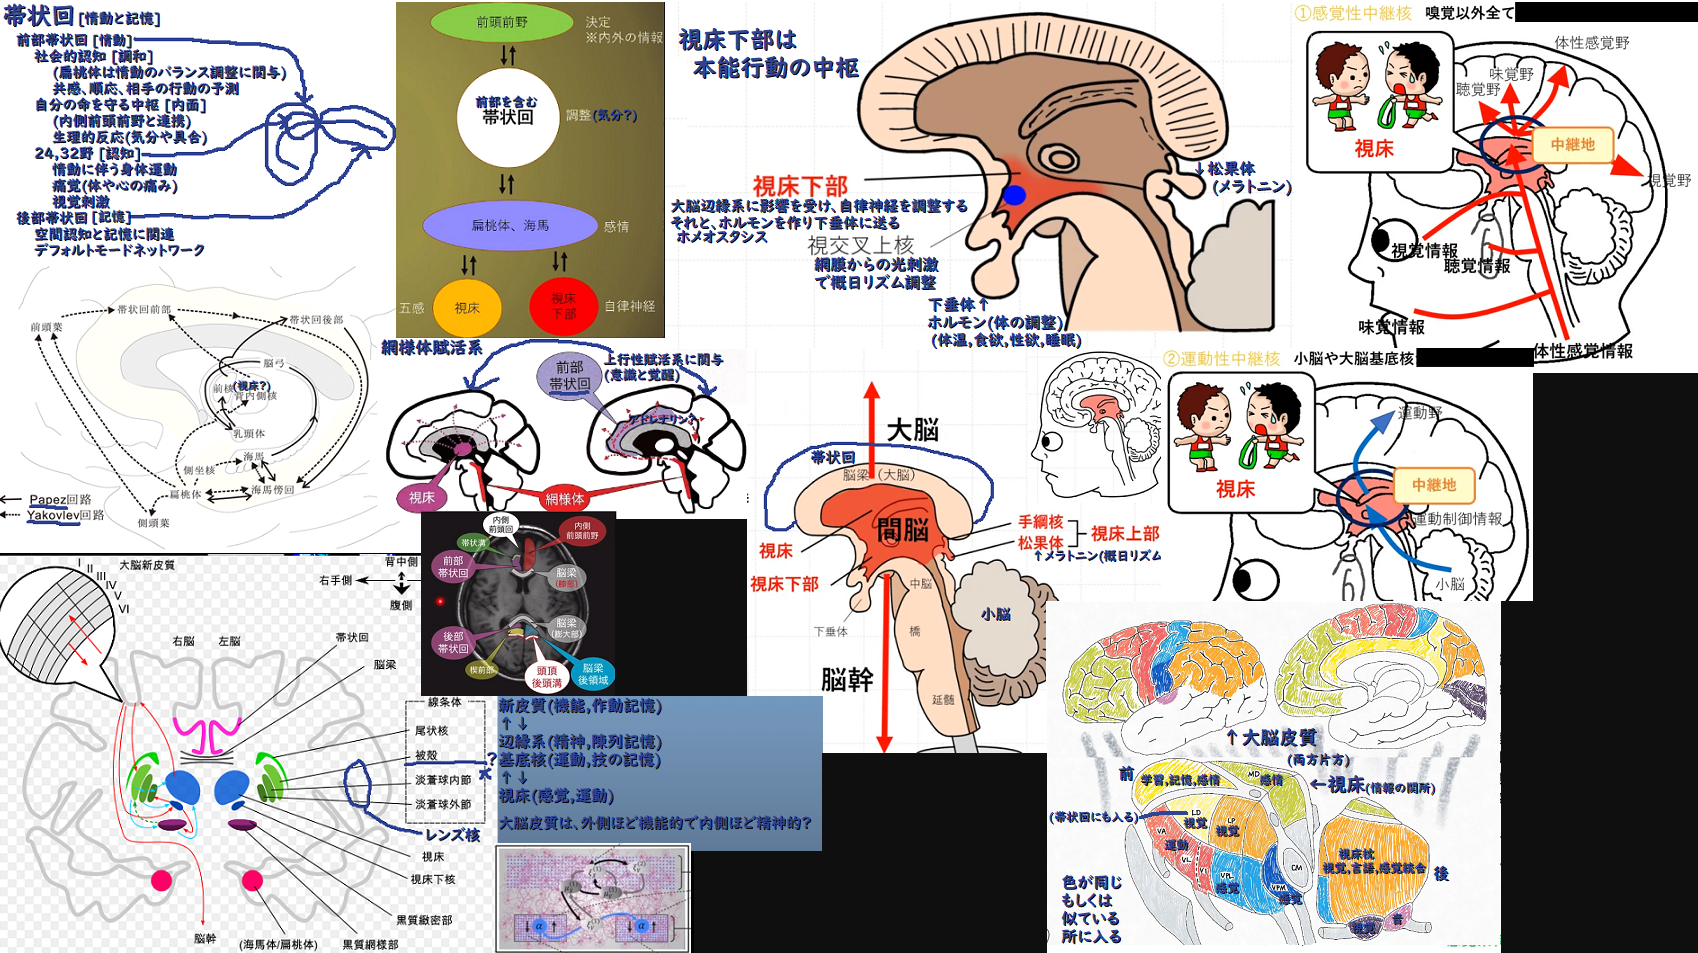 帯状回[情動と記憶]
前部帯状回[情動]
社会的認知[調和]
(扁桃体は情動のバランス調整に関与)
共感、順応、相手の行動の予測
自分の命を守る中枢[内面]
(内側前頭前野と連携)
生理的反応(気分や具合)
24,32野[認知]
情動に伴う身体運動
痛覚(体や心の痛み)
視覚刺激
後部帯状回[記憶]
空間認知と記憶に関連
デフォルトモードネットワーク
前頭前野
決定
※内外の情報
前部を含む
帯状回
調整(気分?)
扁桃体、海馬
感情
五感
視床
視床
下部
自律神経
視床下部は
本能行動の中枢
視床下部
大脳辺縁系に影響を受け、自律神経を調整する
それと、ホルモンを作り下垂体に送る
ホメオスタシス
視交叉上核
網膜からの光刺激
で概日リズム調整
下垂体↑
ホルモン(体の調整)
(体温,食欲,性欲,睡眠)
↓松果体
(メラトニン)
①感覚性中継核 嗅覚以外全て
視床
体性感覚野
味覚野
聴覚野
中継地
視覚野
視覚情報
聴覚情報
味覚情報
体性感覚情報
②運動性中継核 小脳や大脳基底核
視床
運動野
中継地
運動制御情報
小脳
帯状回前部
帯状回後部
前頭葉
脳弓
(視床?)
前核
背内側核
乳頭体
海馬
側坐核
扁桃体
海馬傍回
側頭葉
Papez回路
Yakovlev回路
網様体賦活系
前部
帯状回
上行性賦活系に関与
(意識と覚醒)
アドレナリン?
視床
網様体
内側
前頭回
内側
前頭前野
帯状溝
前部
帯状回
脳梁
(膝部)
後部
帯状回
脳梁
(膨大部)
楔前部
頭頂
後頭溝
脳梁
後領域
大脳
帯状回
脳梁(大脳)
間脳
視床
視床下部
手綱核
松果体
視床上部
↑メラトニン(概日リズム
中脳
小脳
下垂体
橋
脳幹
延髄
I
II
III
IV
V
VI
大脳新皮質
背中側
右手側
腹側
右脳
左脳
帯状回
脳梁
線条体
尾状核
被殻
淡蒼球内節
淡蒼球外節
?
レンズ核
視床
視床下核
黒質緻密部
黒質網様部
(海馬体/扁桃体)
脳幹
新皮質(機能,作動記憶)
↑↓
辺縁系(精神,陳列記憶)
基底核(運動,技の記憶)
↑↓
視床(感覚,運動)
大脳皮質は、外側ほど機能的で内側ほど精神的?
α
α
↑大脳皮質
(両方片方)
前
学習,記憶,感情
MD
感情
←視床(情報の関所)
(帯状回にも入る)
LD
視覚
LP
視覚
VA
運動
VL
VPL
感覚
VPM
感覚
CM
視床枕
視覚,言語,感覚統合
後
視覚
音
色が同じ
もしくは
似ている
所に入る